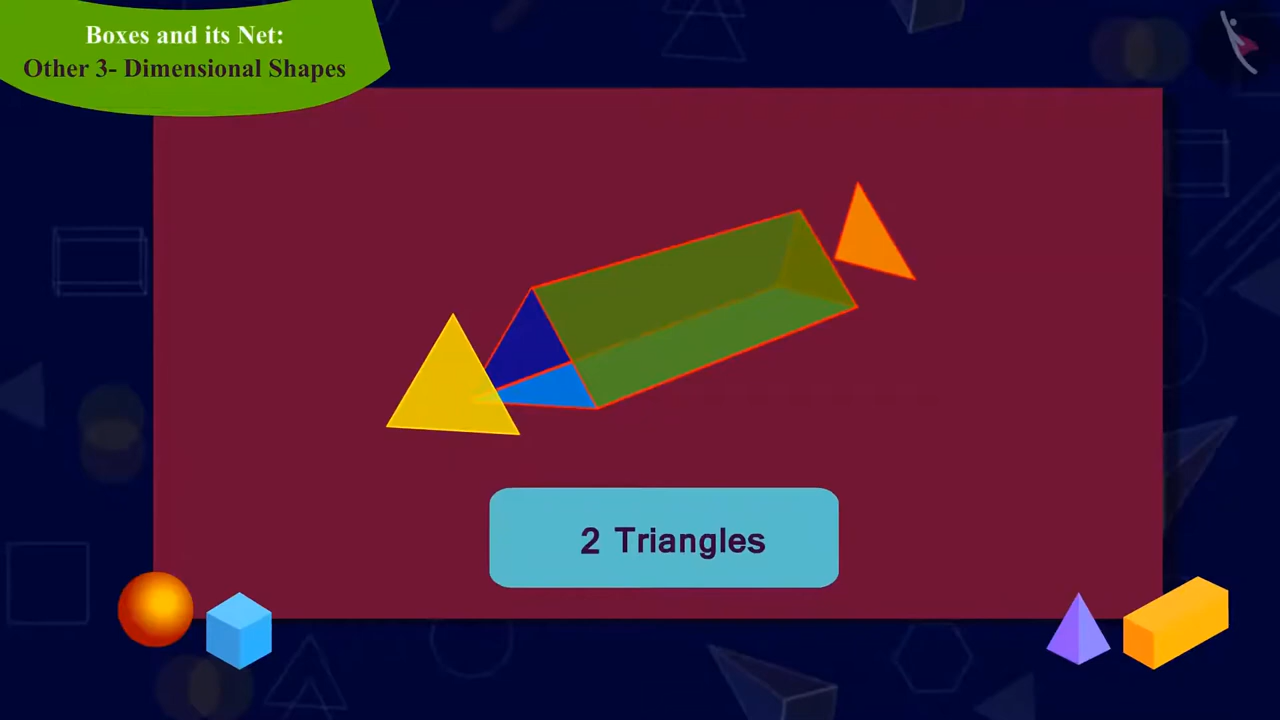 Boxes and its Net:
Other 3- Dimensional Shapes
2 Triangles